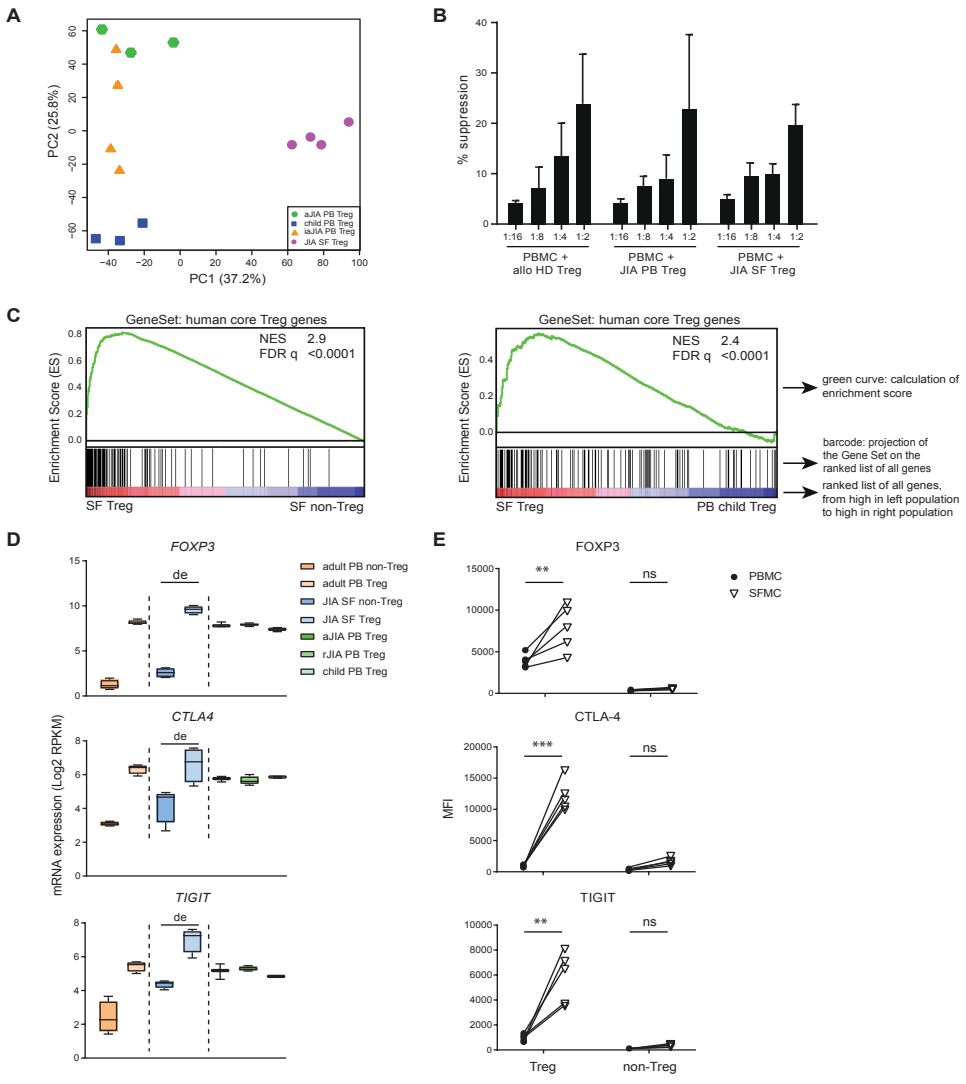 A
60
40
20
0
−20
−40
−60
PC2 (25.8%)
−40
−20
0
20
40
60
80
100
PC1 (37.2%)
aJIA PB Treg
child PB Treg
iaJIA PB Treg
JIA SF Treg
B
40
30
20
10
0
% suppression
1:16 1:8 1:4 1:2 1:16 1:8 1:4 1:2 1:16 1:8 1:4 1:2
PBMC +
allo HD Treg
PBMC +
JIA PB Treg
PBMC +
JIA SF Treg
C
GeneSet: human core Treg genes
NES 2.9
FDR q <0.0001
Enrichment Score (ES)
0.8
0.6
0.4
0.2
0.0
SF Treg
SF non-Treg
GeneSet: human core Treg genes
NES 2.4
FDR q <0.0001
Enrichment Score (ES)
0.4
0.2
0.0
SF Treg
PB child Treg
green curve: calculation of
enrichment score
barcode: projection of
the Gene Set on the
ranked list of all genes
ranked list of all genes,
from high in left population
to high in right population
D
FOXP3
15
10
5
0
de
adult PB non-Treg
adult PB Treg
JIA SF non-Treg
JIA SF Treg
aJIA PB Treg
rJIA PB Treg
child PB Treg
CTLA4
8
6
4
2
0
de
mRNA expression (Log2 RPKM)
TIGIT
8
6
4
2
0
de
E
FOXP3
15000
10000
5000
0
**
ns
PBMC
SFMC
CTLA-4
20000
15000
10000
5000
0
***
ns
MFI
TIGIT
10000
8000
6000
4000
2000
0
**
ns
Treg
non-Treg